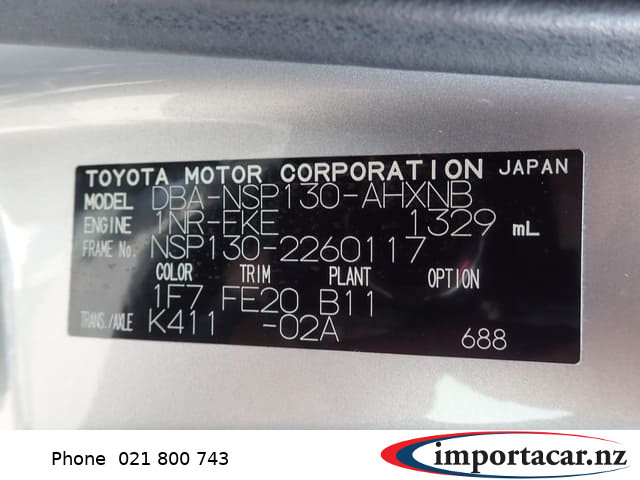 TOYOTA MOTOR CORPORATION JAPAN
MODEL DBA-NSP130-AHXNB
ENGINE 1NR-FKE 1329 mL
FRAME No. NSP130-2260117
COLOR TRIM PLANT OPTION
1F7 FE20 B11
TRANS./AXLE K411 -02A
688
Phone 021 800 743
importacar.nz